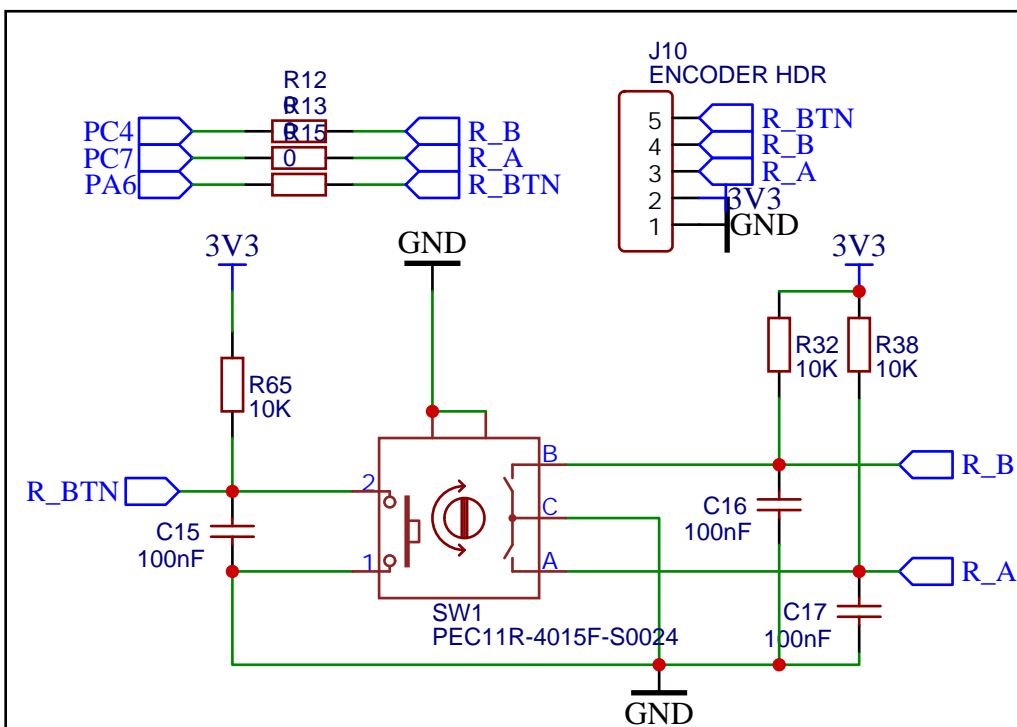 J10
ENCODER HDR
R12
0
R13
0
R15
0
PC4
R_B
PC7
R_A
PA6
R_BTN
5
R_BTN
4
R_B
3
R_A
2
3V3
1
GND
3V3
GND
3V3
R65
10K
R32
10K
R38
10K
R_BTN
2
B
R_B
C15
100nF
C
C16
100nF
1
A
R_A
SW1
PEC11R-4015F-S0024
C17
100nF
GND